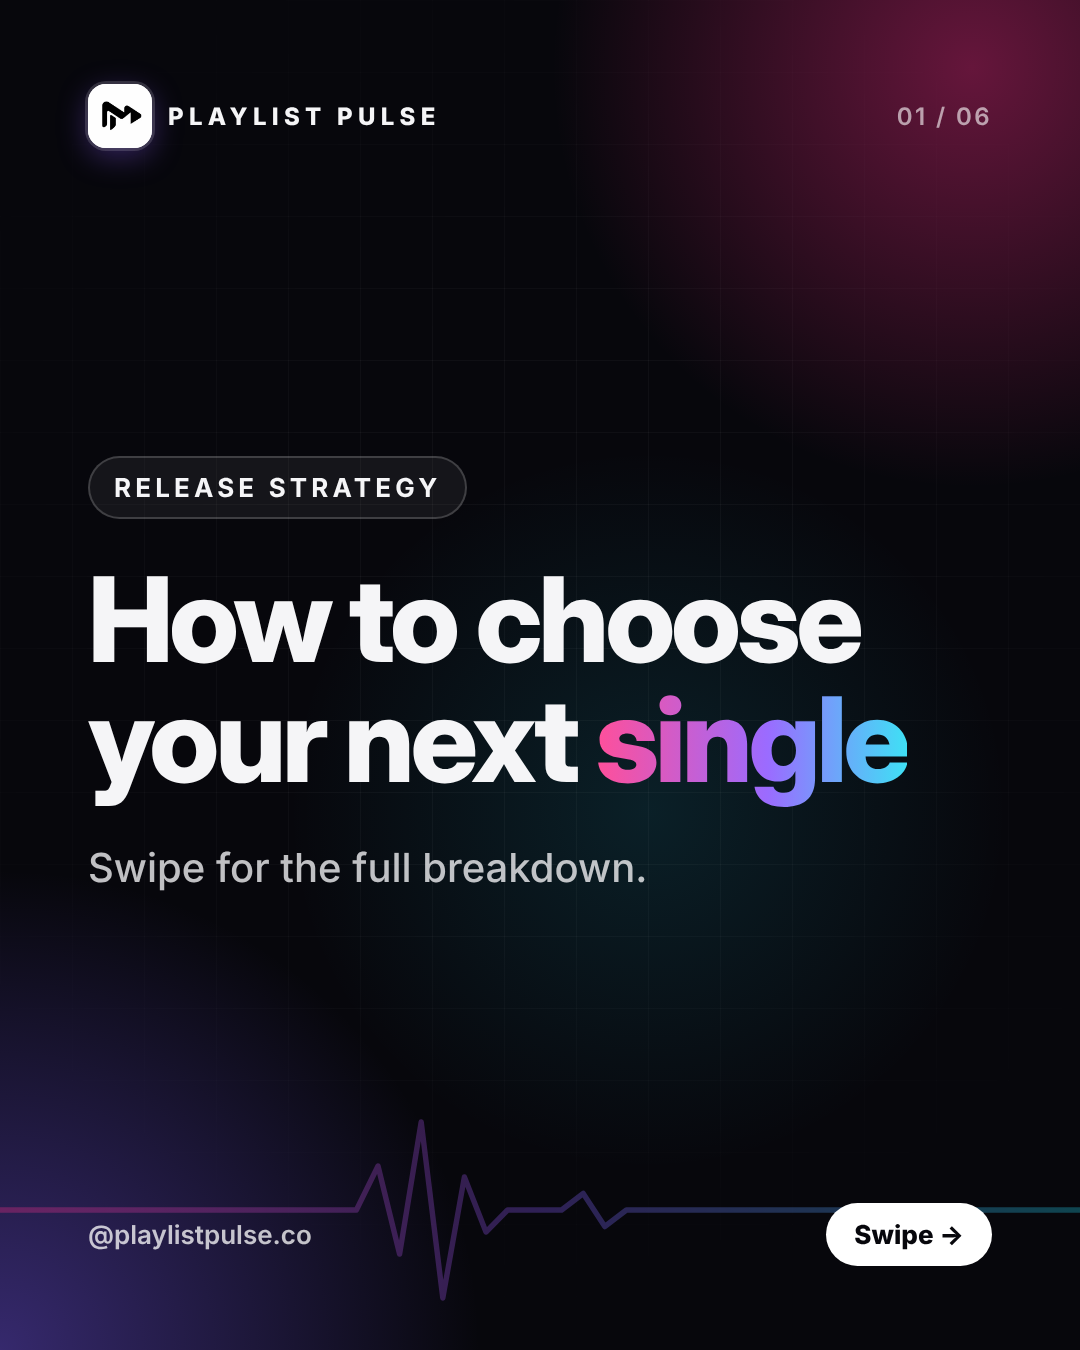 PLAYLIST PULSE
01 / 06
RELEASE STRATEGY
How to choose
your next single
Swipe for the full breakdown.
@playlistpulse.co
Swipe →